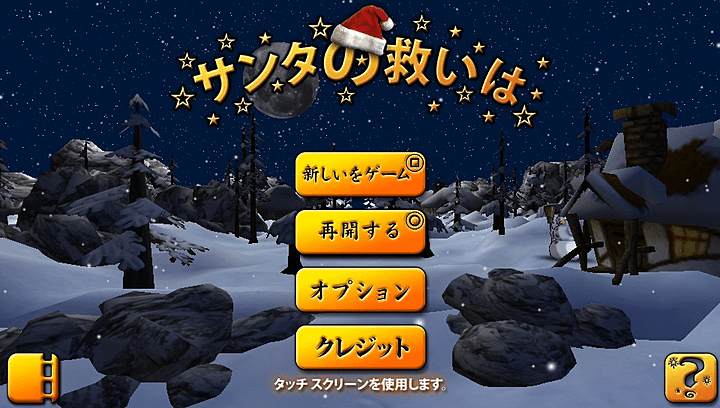 サンタの救いは
新しいをゲーム
再開する
オプション
クレジット
タッチ スクリーンを使用します。
?